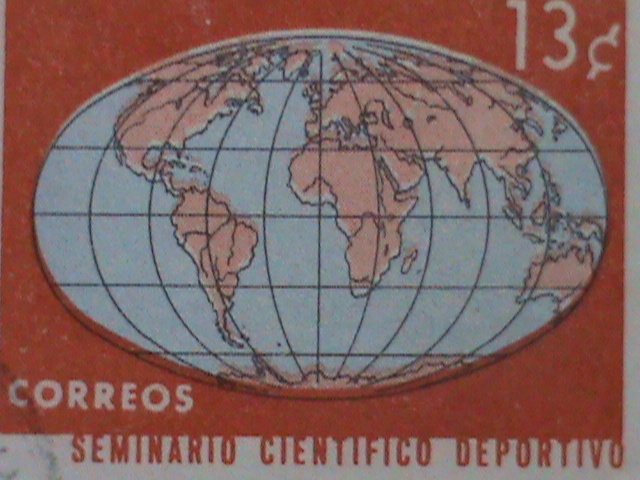 13¢
CORREOS
SEMINARIO CIENTIFICO DEPORTIVO